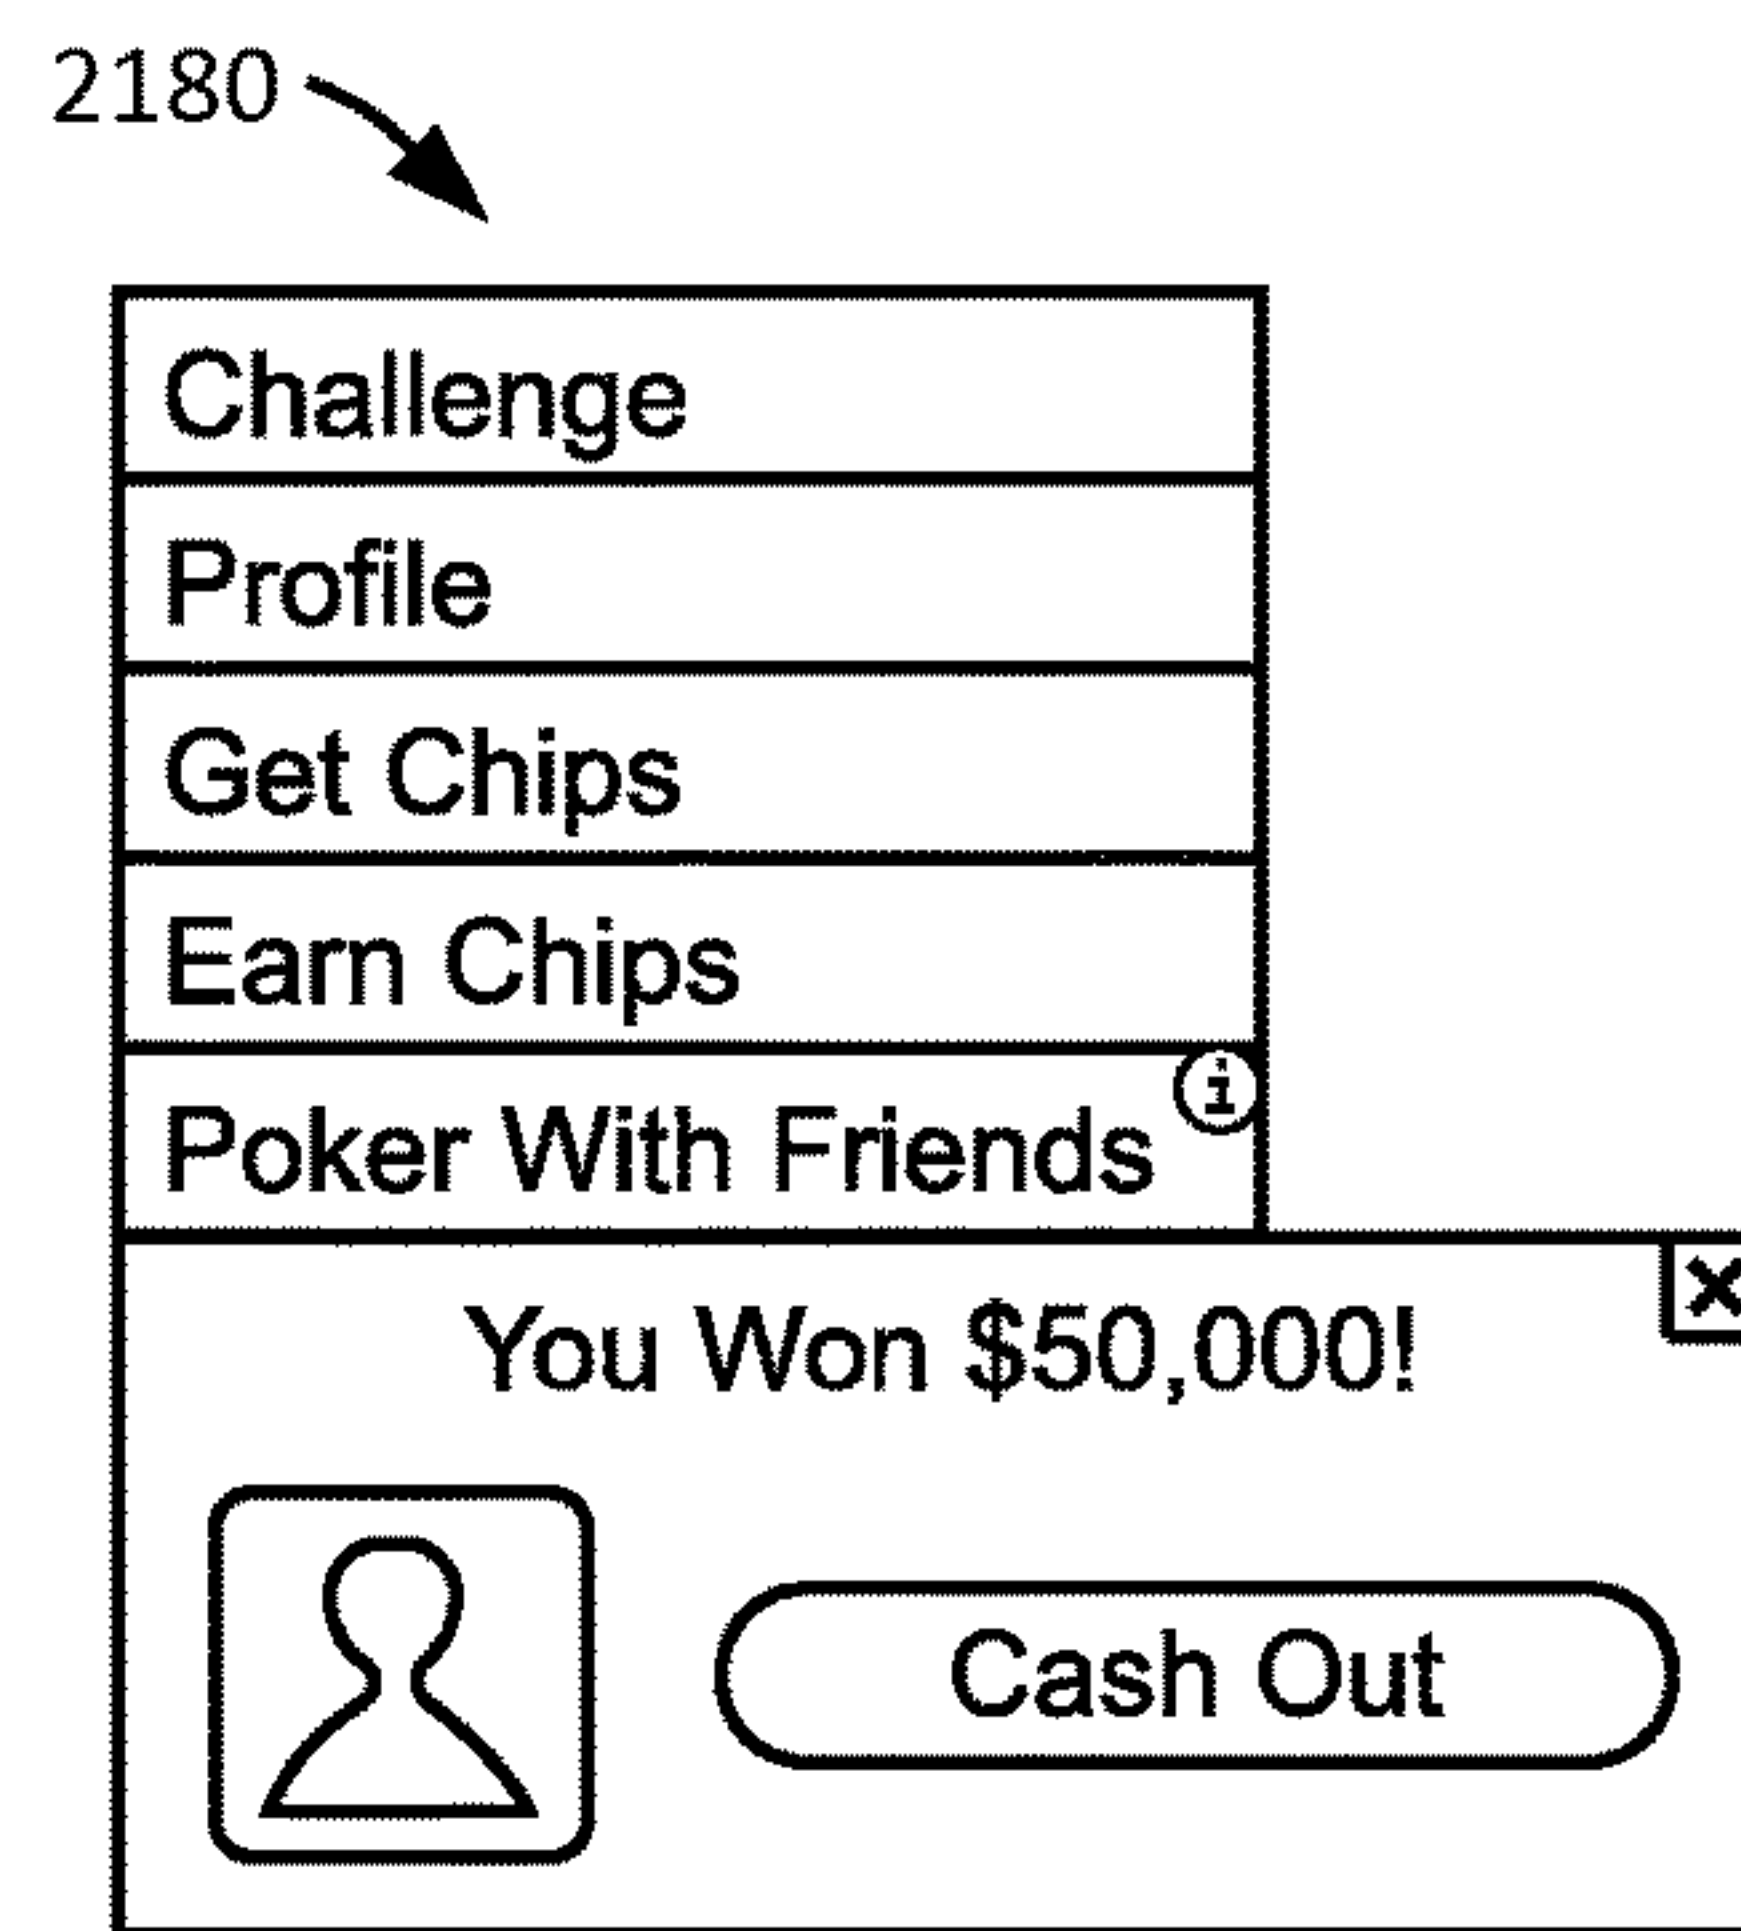 2180
Challenge
Profile
Get Chips
Earn Chips
i
Poker With Friends
You Won $50,000!
Cash Out